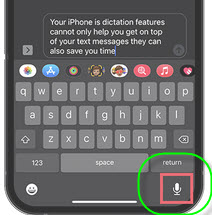 Your iPhone is dictation features
cannot only help you get on top
of your text messages they can
also save you time
q w e r t y u i o p
a s d f g h j k l
z x c v b n m
123 space return